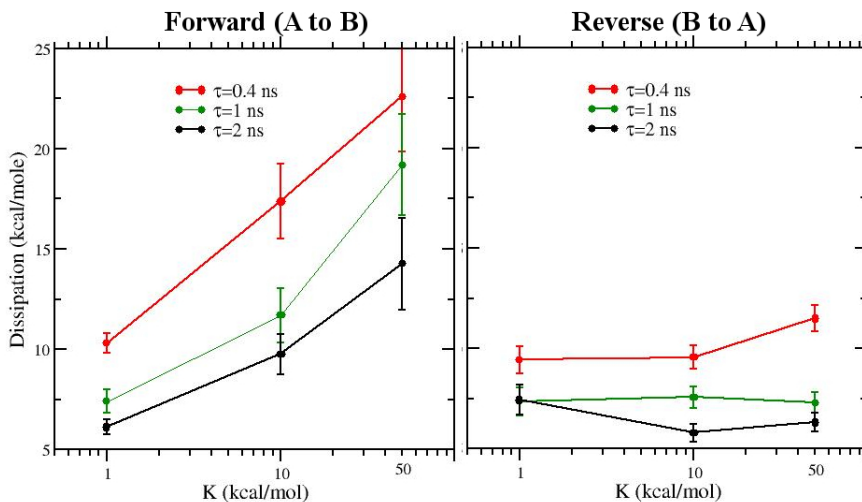 Forward (A to B)
Reverse (B to A)
25
20
15
10
5
Dissipation (kcal/mole)
τ=0.4 ns
τ=1 ns
τ=2 ns
τ=0.4 ns
τ=1 ns
τ=2 ns
1
10
50
1
10
50
K (kcal/mol)
K (kcal/mol)